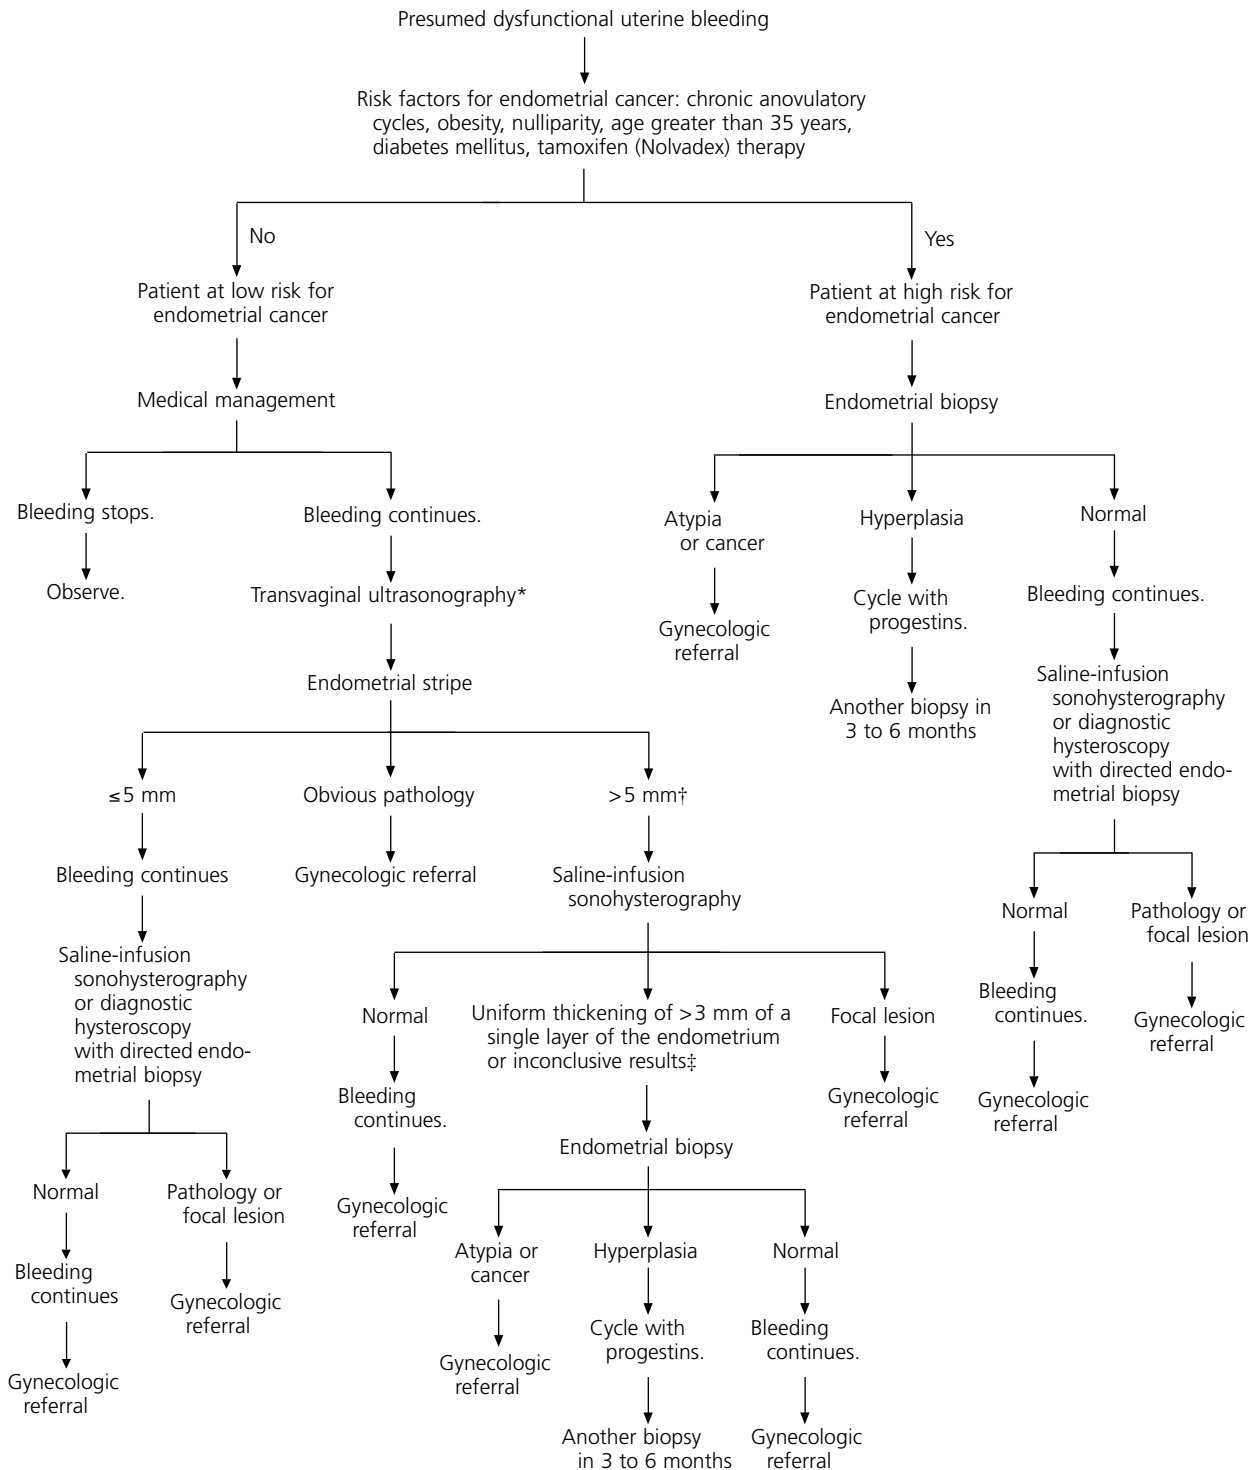 Presumed dysfunctional uterine bleeding
Risk factors for endometrial cancer: chronic anovulatory
cycles, obesity, nulliparity, age greater than 35 years,
diabetes mellitus, tamoxifen (Nolvadex) therapy
No
Yes
Patient at low risk for
endometrial cancer
Patient at high risk for
endometrial cancer
Medical management
Endometrial biopsy
Bleeding stops.
Observe.
Bleeding continues.
Transvaginal ultrasonography*
Endometrial stripe
≤5 mm
Bleeding continues
Saline-infusion
sonohysterography
or diagnostic
hysteroscopy
with directed endo-
metrial biopsy
Normal
Bleeding
continues
Gynecologic
referral
Pathology or
focal lesion
Gynecologic
referral
Obvious pathology
Gynecologic referral
>5 mm†
Saline-infusion
sonohysterography
Normal
Bleeding
continues.
Gynecologic
referral
Uniform thickening of >3 mm of a
single layer of the endometrium
or inconclusive results‡
Endometrial biopsy
Atypia or
cancer
Gynecologic
referral
Hyperplasia
Cycle with
progestins.
Another biopsy
in 3 to 6 months
Normal
Bleeding
continues.
Gynecologic
referral
Focal lesion
Gynecologic
referral
Atypia
or cancer
Gynecologic
referral
Hyperplasia
Cycle with
progestins.
Another biopsy in
3 to 6 months
Normal
Bleeding continues.
Saline-infusion
sonohysterography
or diagnostic
hysteroscopy
with directed endo-
metrial biopsy
Normal
Bleeding
continues.
Gynecologic
referral
Pathology or
focal lesion
Gynecologic
referral